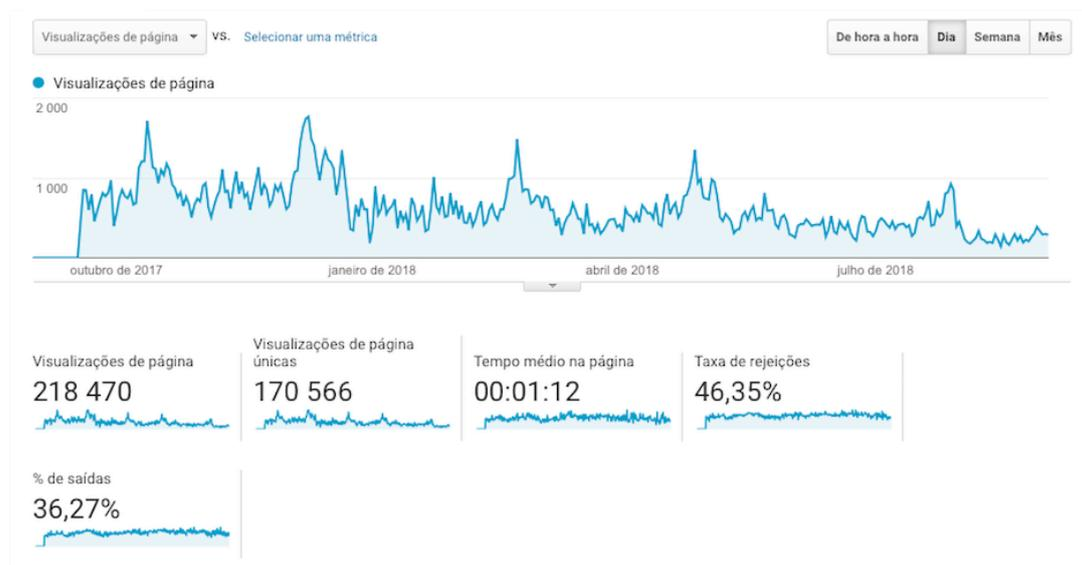 Visualizações de página vs. Selecionar uma métrica De hora a hora Dia Semana Mês
Visualizações de página
2 000
1 000
outubro de 2017 janeiro de 2018 abril de 2018 julho de 2018
Visualizações de página
218 470
Visualizações de página
únicas
170 566
Tempo médio na página
00:01:12
Taxa de rejeições
46,35%
% de saídas
36,27%